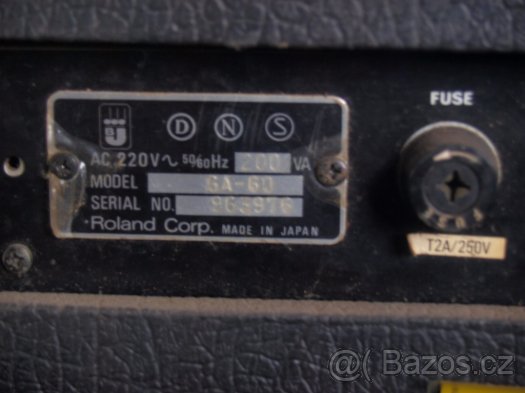 FUSE
D N S
AC 220V~ 50/60Hz 200 VA
MODEL GA-60
SERIAL NO.
Roland Corp. MADE IN JAPAN
T2A/250V
Bazos.cz